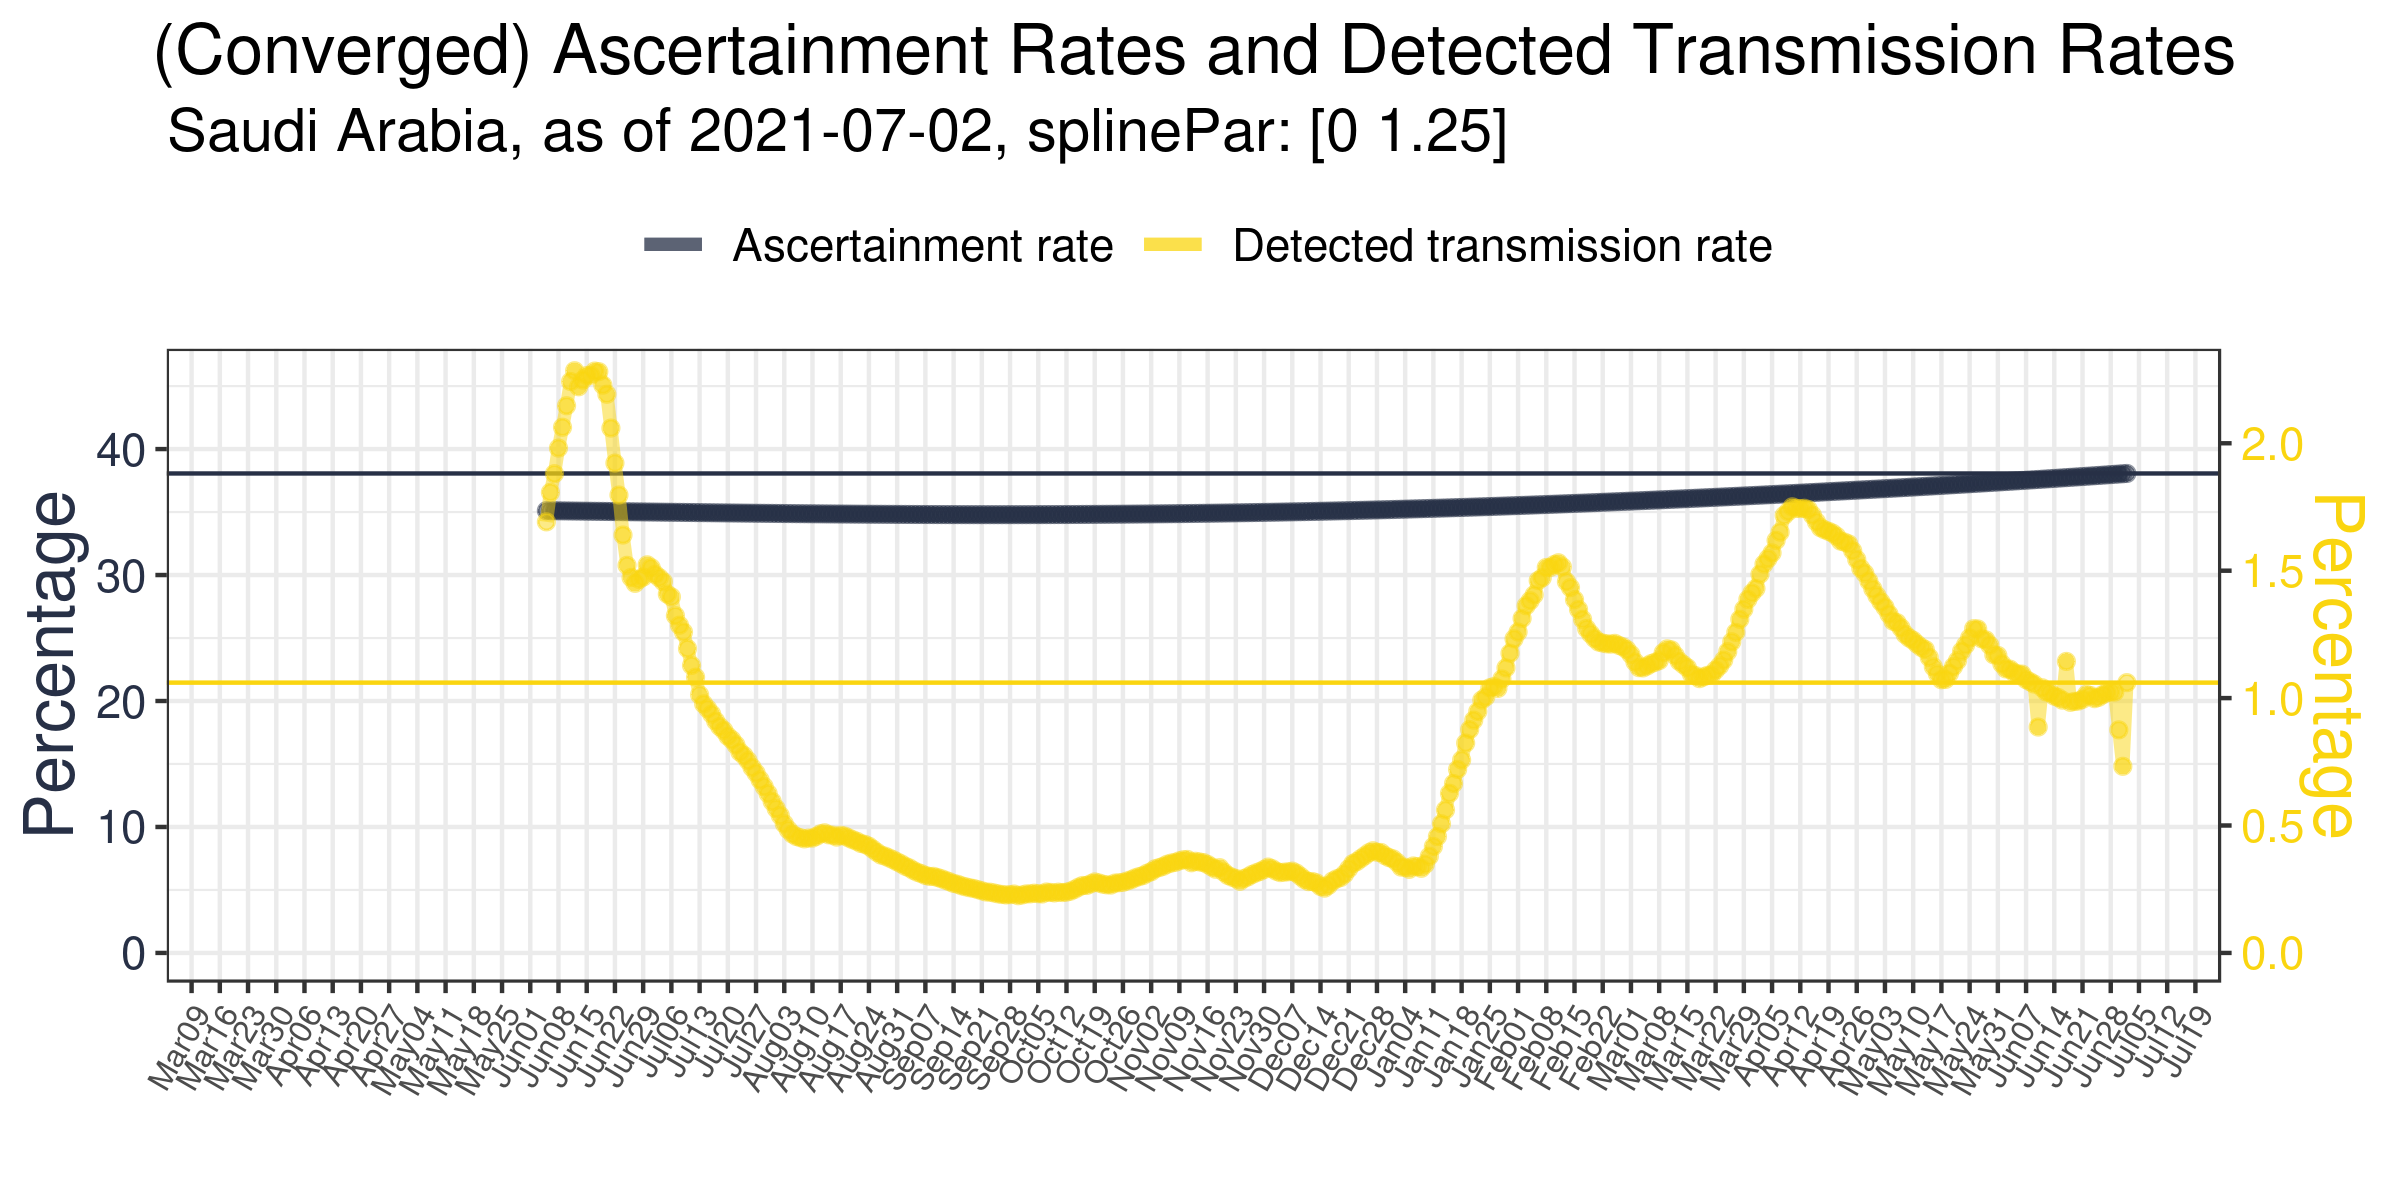 (Converged) Ascertainment Rates and Detected Transmission Rates
Saudi Arabia, as of 2021-07-02, splinePar: [0 1.25]
Ascertainment rate
Detected transmission rate
Percentage
40
30
20
10
0
2.0
1.5
1.0
0.5
0.0
Percentage
Mar09
Mar16
Mar23
Mar30
Apr06
Apr13
Apr20
Apr27
May04
May11
May18
May25
Jun01
Jun08
Jun15
Jun22
Jun29
Jul06
Jul13
Jul20
Jul27
Aug03
Aug10
Aug17
Aug24
Aug31
Sep07
Sep14
Sep21
Sep28
Oct05
Oct12
Oct19
Oct26
Nov02
Nov09
Nov16
Nov23
Nov30
Dec07
Dec14
Dec21
Dec28
Jan04
Jan11
Jan18
Jan25
Feb01
Feb08
Feb15
Feb22
Mar01
Mar08
Mar15
Mar22
Mar29
Apr05
Apr12
Apr19
Apr26
May03
May10
May17
May24
May31
Jun07
Jun14
Jun21
Jun28
Jul05
Jul12
Jul19